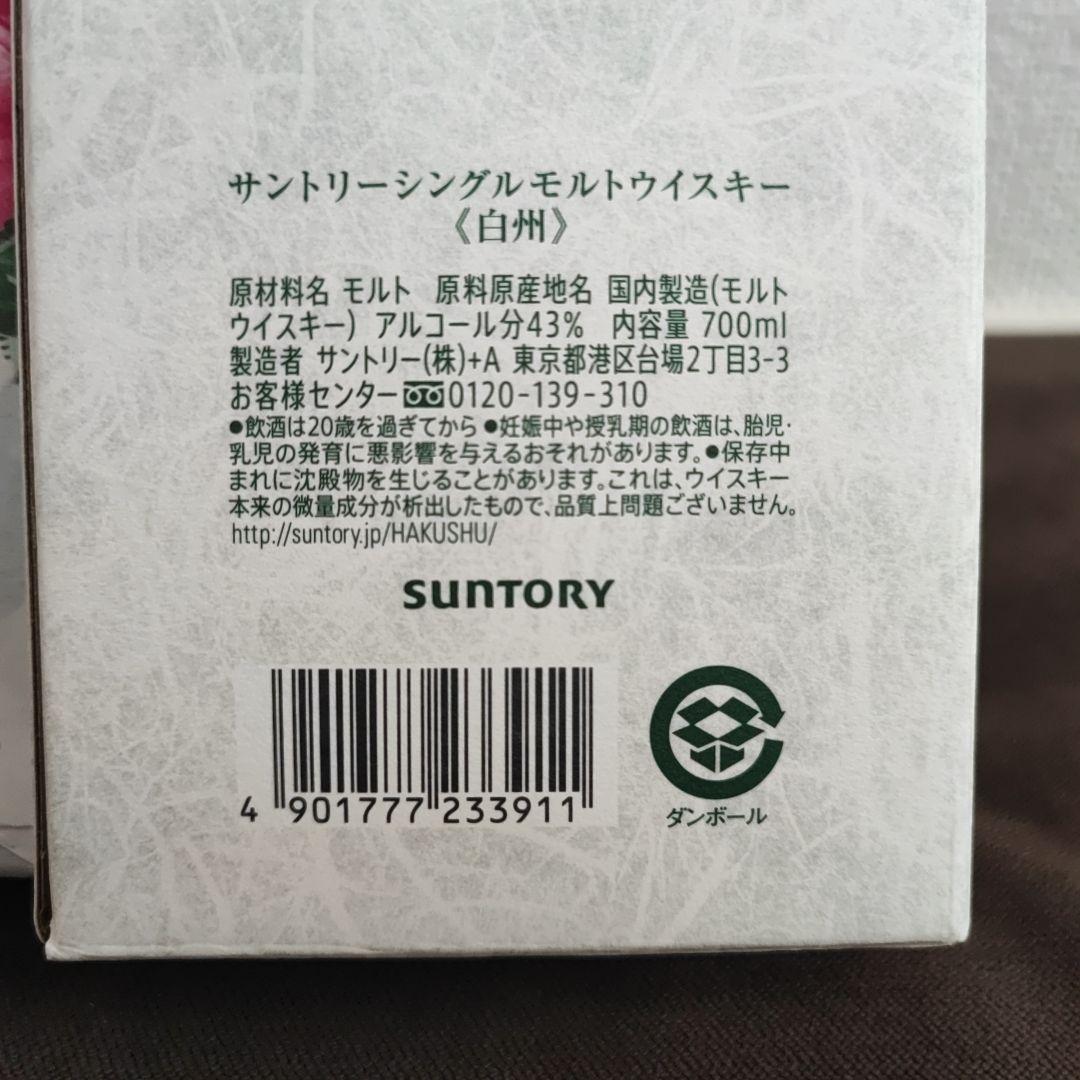 サントリーシングルモルトウイスキー
《白州》
原材料名 モルト 原料原産地名 国内製造(モルト
ウイスキー) アルコール分43% 内容量 700ml
製造者 サントリー(株)+A 東京都港区台場2丁目3-3
お客様センター 0120-139-310
●飲酒は20歳を過ぎてから ●妊娠中や授乳期の飲酒は、胎児・
乳児の発育に悪影響を与えるおそれがあります。●保存中
まれに沈殿物を生じることがあります。これは、ウイスキー
本来の微量成分が析出したもので、品質上問題ございません。
http://suntory.jp/HAKUSHU/
SUNTORY
4 901777 233911
ダンボール